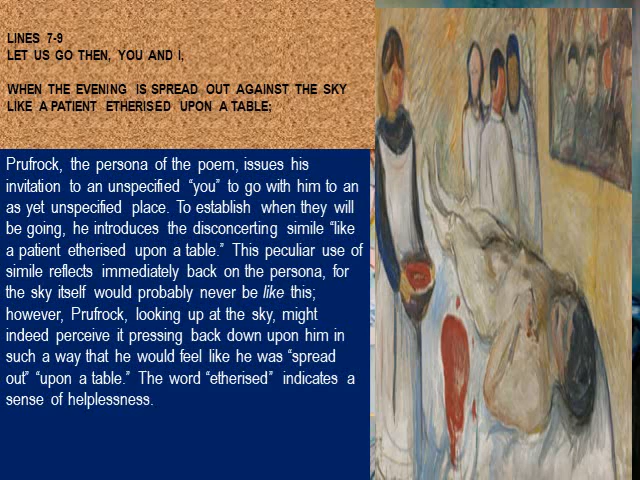 LINES 7-9
LET US GO THEN, YOU AND I;
WHEN THE EVENING IS SPREAD OUT AGAINST THE SKY
LIKE A PATIENT ETHERISED UPON A TABLE;
Prufrock, the persona of the poem, issues his
invitation to an unspecified “you” to go with him to an
as yet unspecified place. To establish when they will
be going, he introduces the disconcerting simile “like
a patient etherised upon a table.” This peculiar use of
simile reflects immediately back on the persona, for
the sky itself would probably never be like this;
however, Prufrock, looking up at the sky, might
indeed perceive it pressing back down upon him in
such a way that he would feel like he was “spread
out” “upon a table.” The word “etherised” indicates a
sense of helplessness.